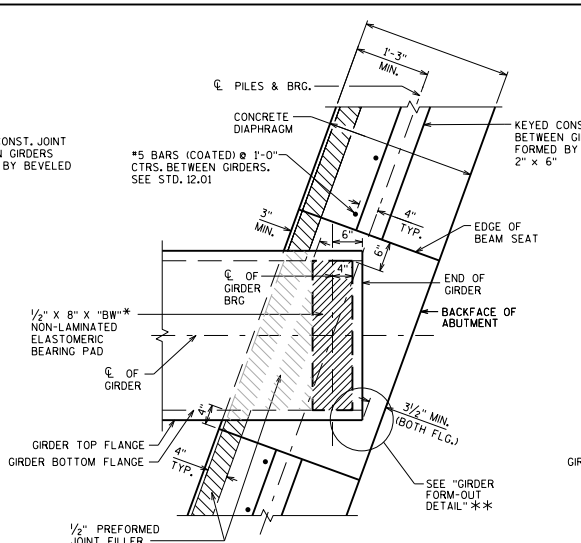 1'-3"
MIN.
℄ PILES & BRG.
CONCRETE
DIAPHRAGM
KEYED CONS
BETWEEN GI
FORMED BY
2" x 6"
ONST. JOINT
N GIRDERS
BY BEVELED
#5 BARS (COATED) @ 1'-0"
CTRS. BETWEEN GIRDERS.
SEE STD. 12.01
3"
MIN.
4"
TYP.
6"
6"
EDGE OF
BEAM SEAT
℄ OF
GIRDER
BRG
4"
END OF
GIRDER
1/2" X 8" X "BW"*
NON-LAMINATED
ELASTOMERIC
BEARING PAD
BACKFACE OF
ABUTMENT
℄ OF
GIRDER
4"
3 1/2" MIN.
(BOTH FLG.)
GIRDER TOP FLANGE
GIRDER BOTTOM FLANGE
GIR
4"
TYP.
SEE "GIRDER
FORM-OUT
DETAIL" **
1/2" PREFORMED
JOINT FILLER